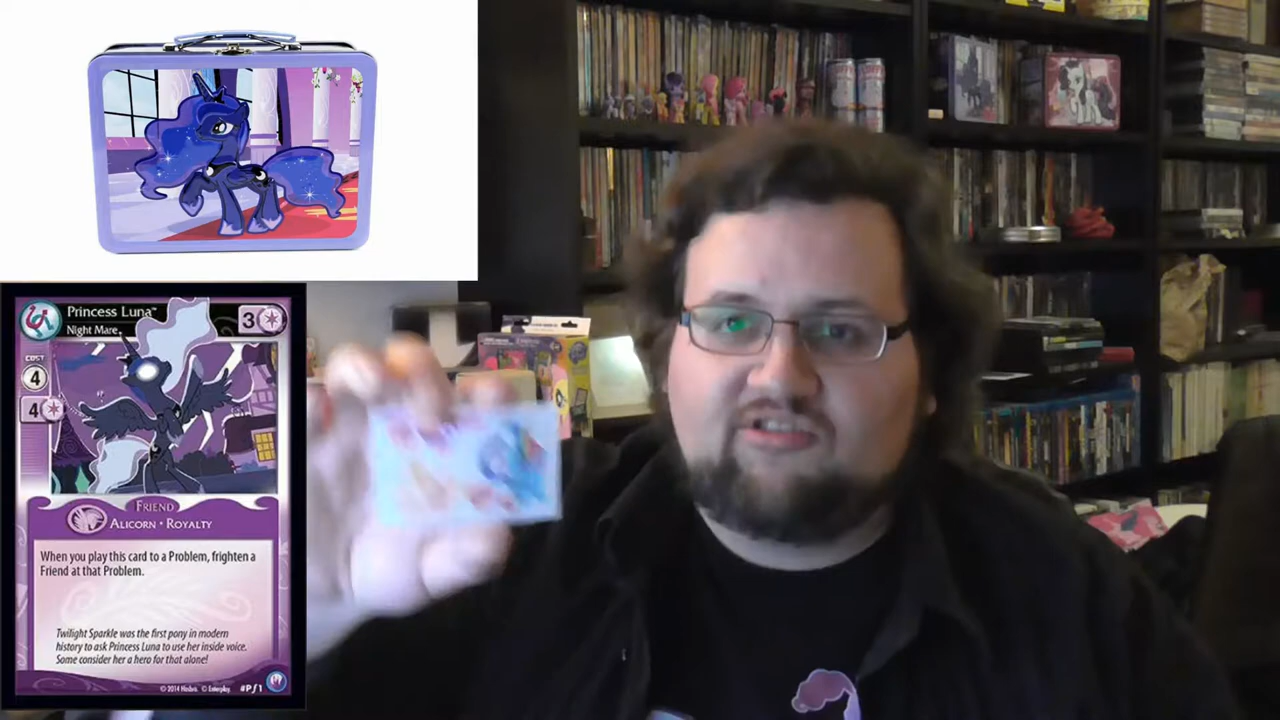 Princess Luna™
Night Mare
3
COST
4
4
FRIEND
ALICORN • ROYALTY
When you play this card to a Problem, frighten a
Friend at that Problem.
Twilight Sparkle was the first pony in modern
history to ask Princess Luna to use her inside voice.
Some consider her a hero for that alone!
© 2014 Hasbro. © Enterplay. #Pƒ1